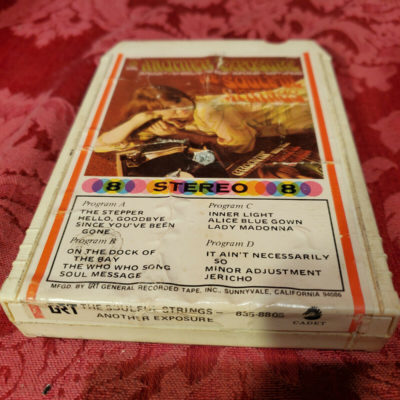 8 STEREO 8
Program A
THE STEPPER
HELLO, GOODBYE
SINCE YOU'VE BEEN
GONE
Program B
ON THE DOCK OF
THE BAY
THE WHO WHO SONG
SOUL MESSAGE
Program C
INNER LIGHT
ALICE BLUE GOWN
LADY MADONNA
Program D
IT AIN'T NECESSARILY
SO
MINOR ADJUSTMENT
JERICHO
MFG. BY GRT GENERAL RECORDED TAPE, INC., SUNNYVALE, CALIFORNIA 94086
GRT THE SOULFUL STRINGS – 835-8805
ANOTHER EXPOSURE CADET